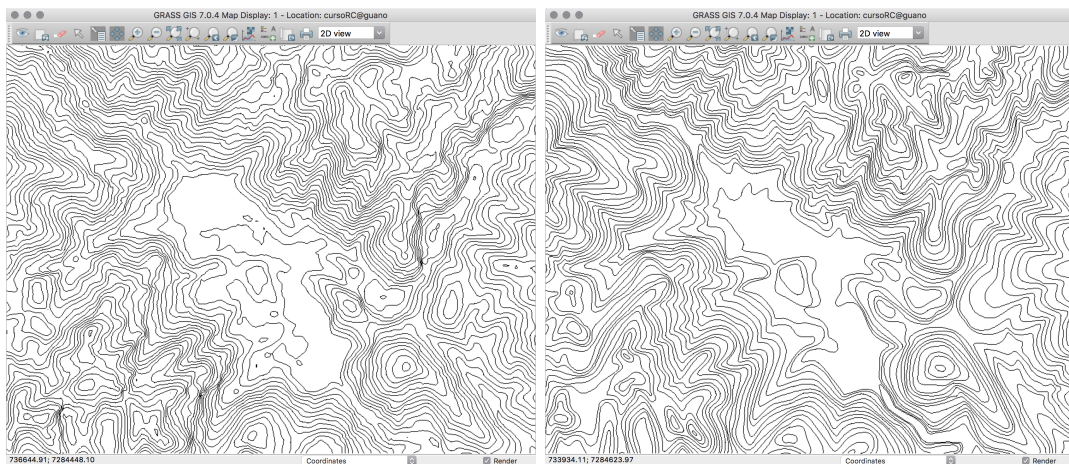 GRASS GIS 7.0.4 Map Display: 1 - Location: cursoRC@guano
2D view
736644.91; 7284448.10
Coordinates
Render
GRASS GIS 7.0.4 Map Display: 1 - Location: cursoRC@guano
2D view
733934.11; 7284623.97
Coordinates
Render